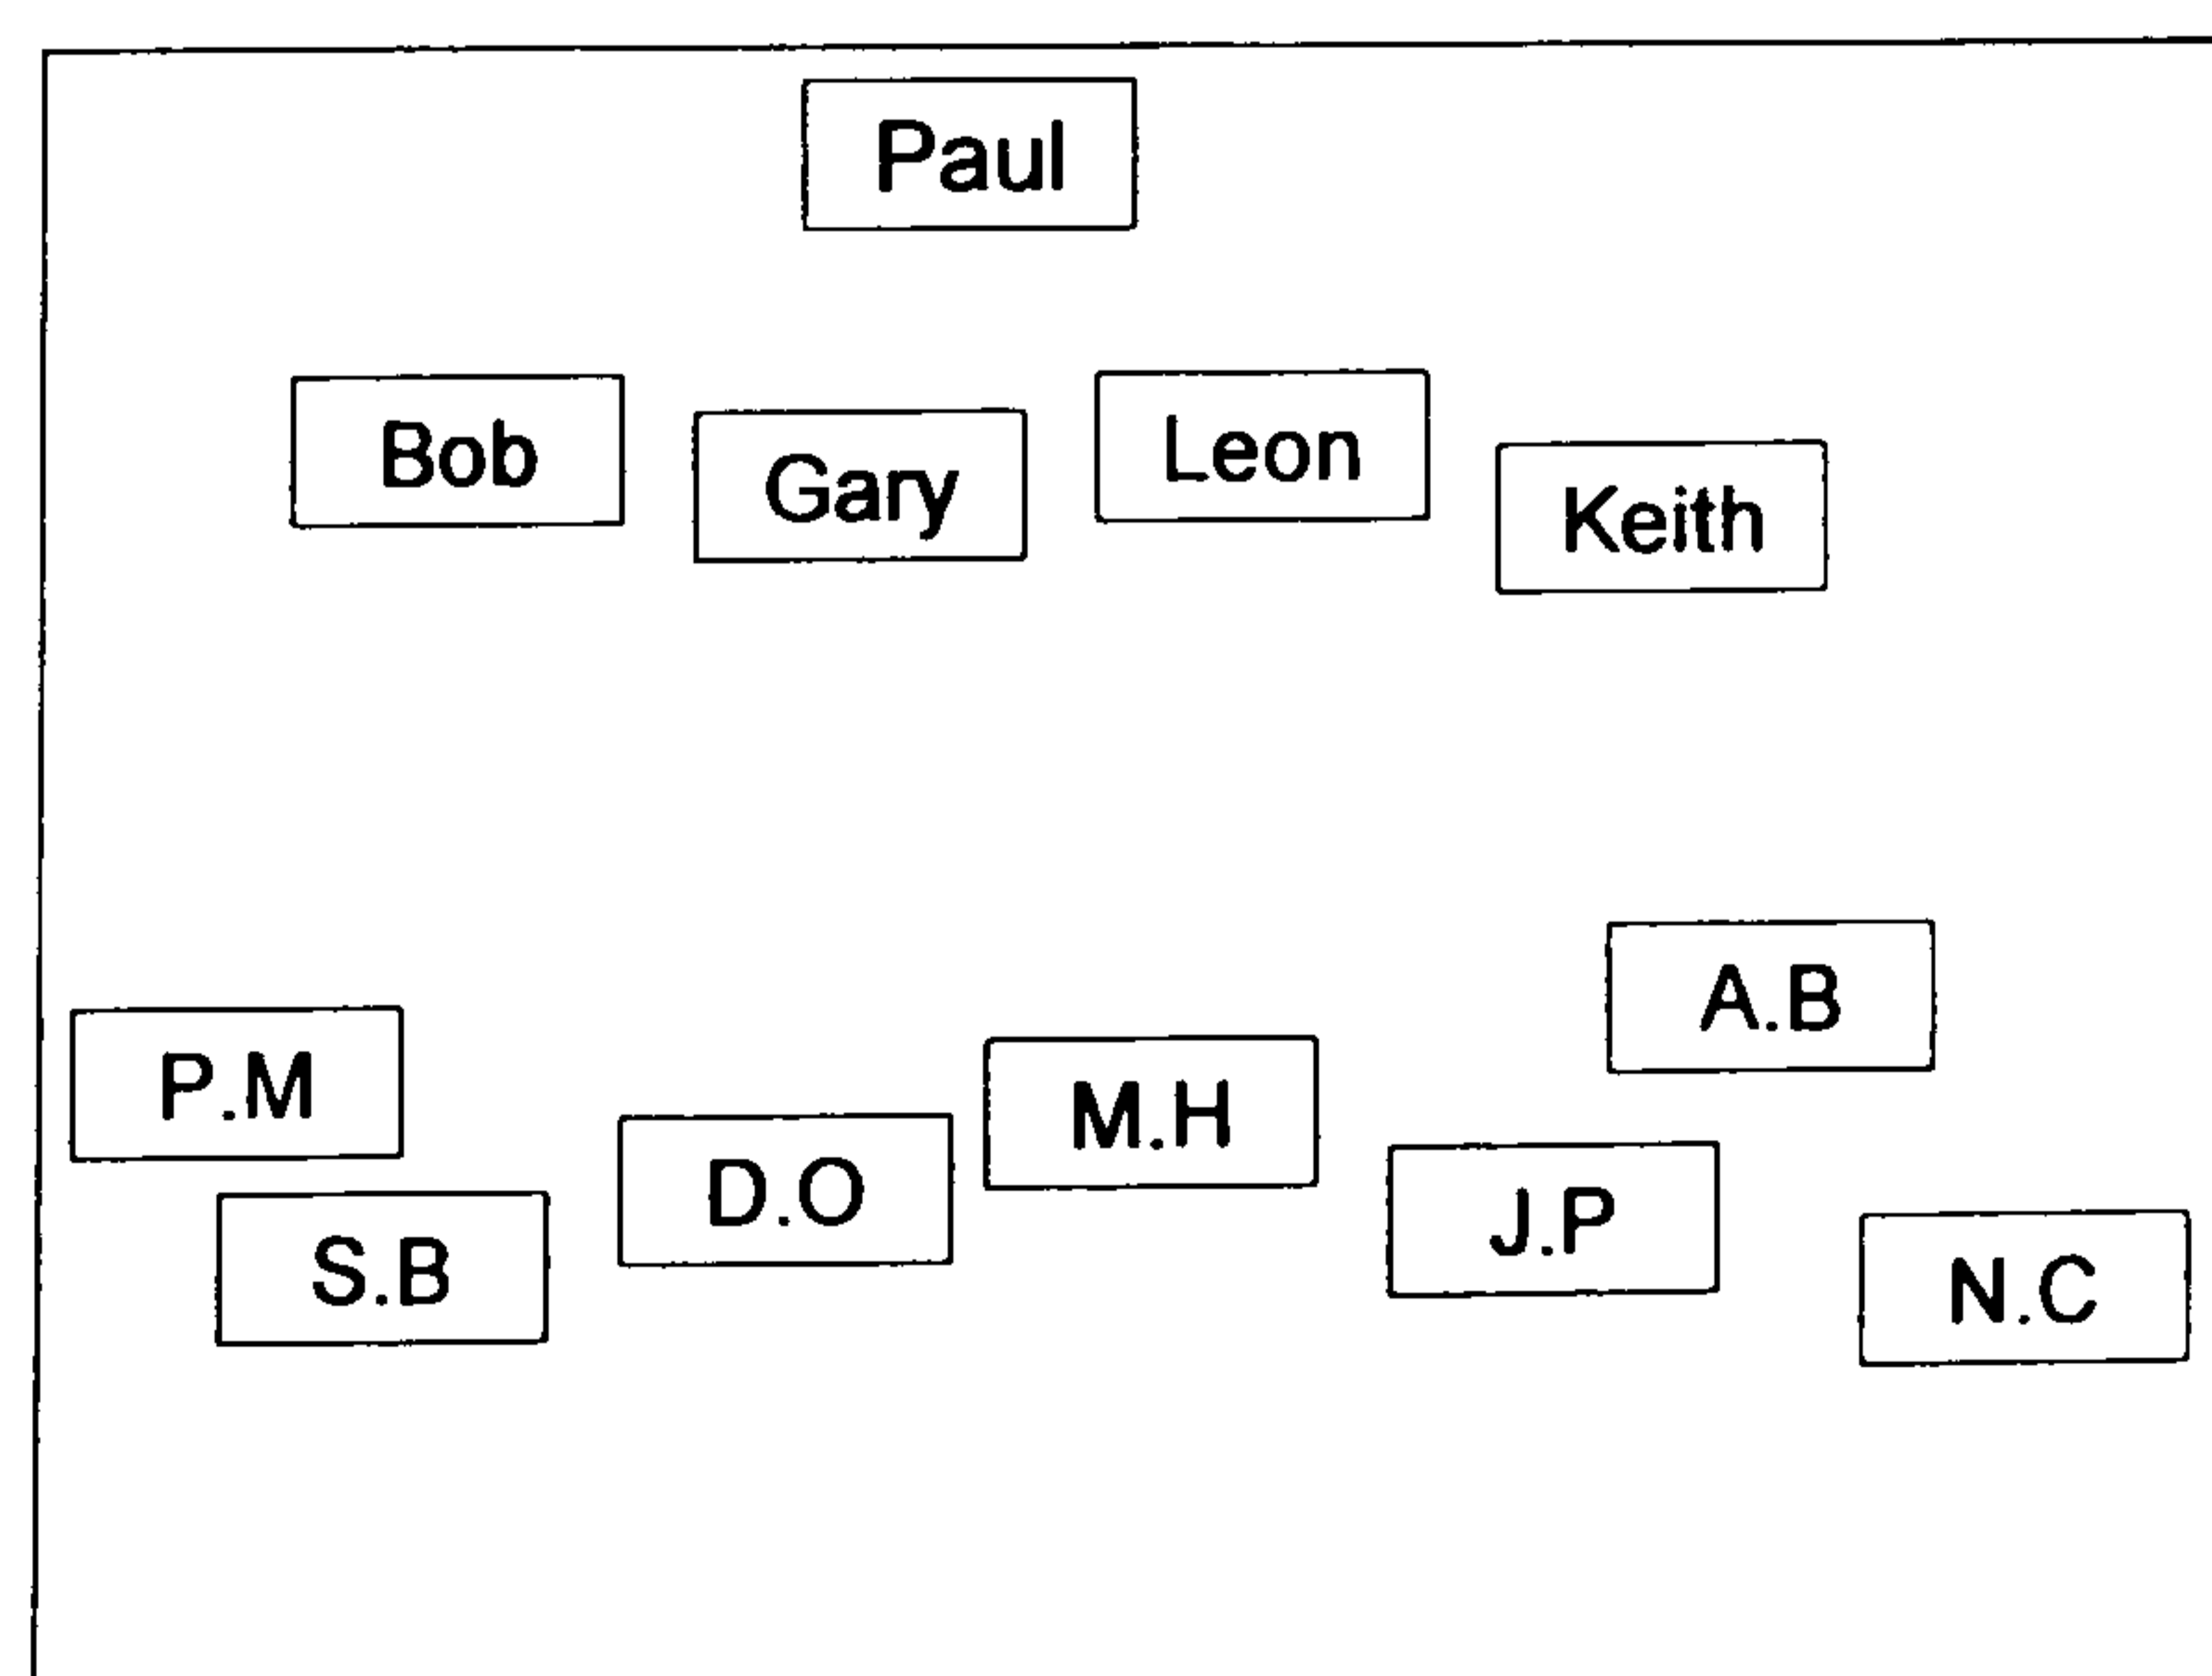 Paul
Bob
Gary
Leon
Keith
A.B
P.M
M.H
D.O
J.P
S.B
N.C